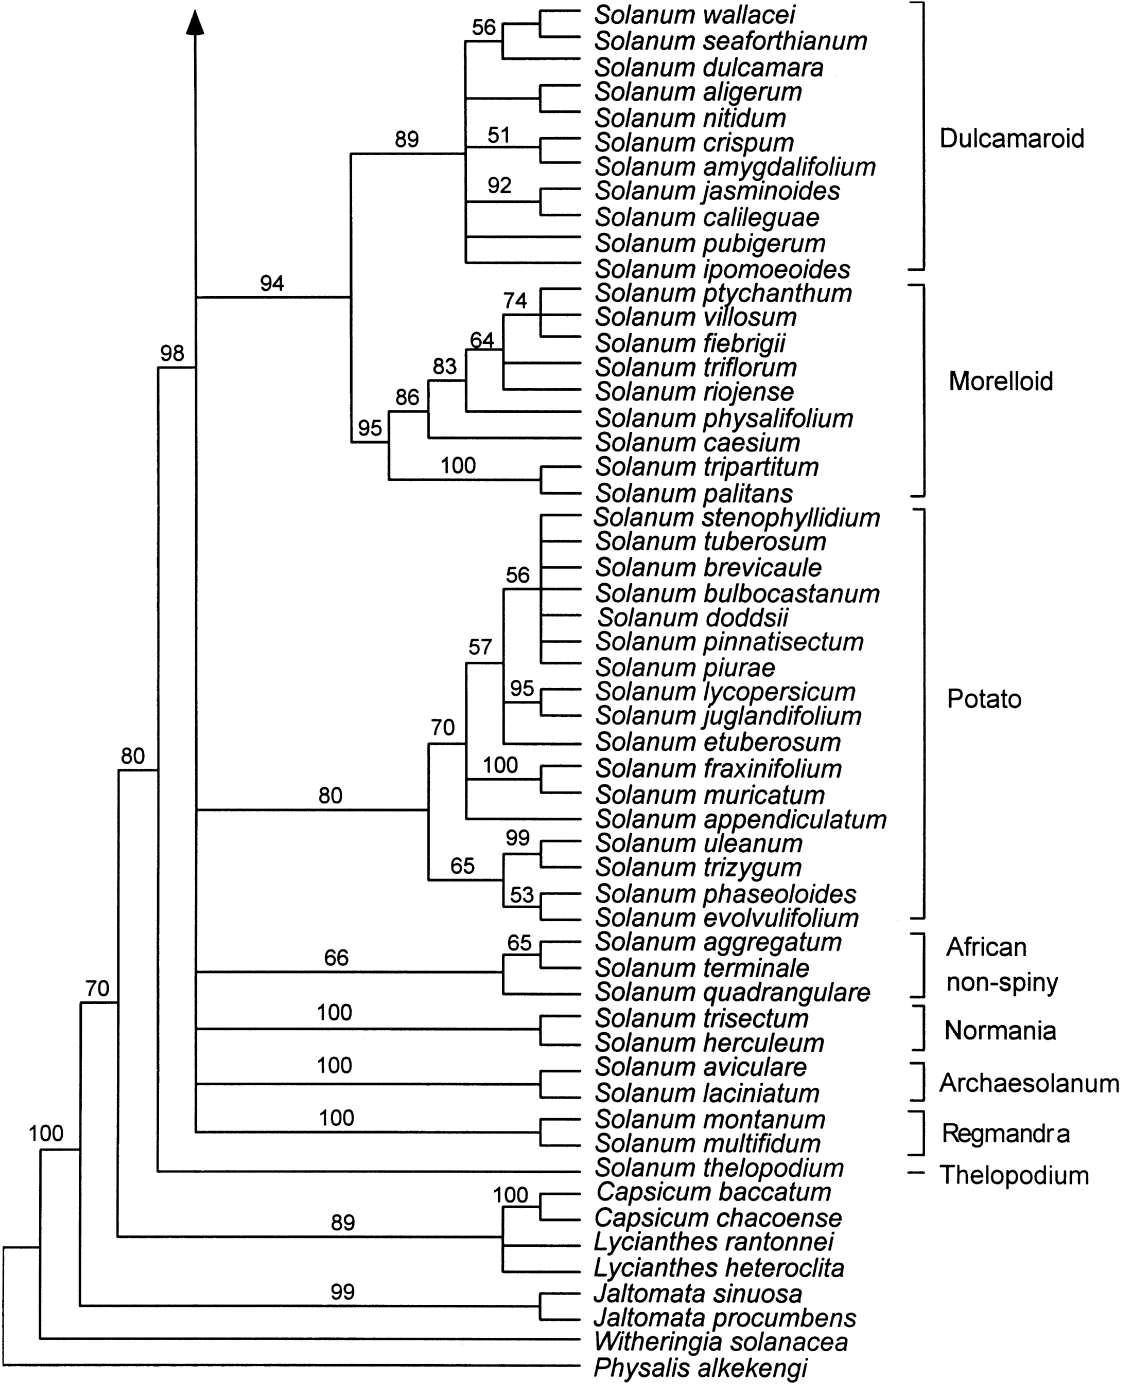 Solanum wallacei
56
Solanum seaforthianum
Solanum dulcamara
Solanum aligerum
Solanum nitidum
89
51
Solanum crispum
Dulcamaroid
Solanum amygdalifolium
92
Solanum jasminoides
Solanum calileguae
Solanum pubigerum
Solanum ipomoeoides
94
74
Solanum ptychanthum
Solanum villosum
64
Solanum fiebrigii
98
83
Solanum triflorum
Morelloid
86
Solanum riojense
95
Solanum physalifolium
Solanum caesium
100
Solanum tripartitum
Solanum palitans
Solanum stenophyllidium
Solanum tuberosum
56
Solanum brevicaule
Solanum bulbocastanum
Solanum doddsii
57
Solanum pinnatisectum
Solanum piurae
95
Solanum lycopersicum
Potato
Solanum juglandifolium
70
Solanum etuberosum
80
100
Solanum fraxinifolium
80
Solanum muricatum
Solanum appendiculatum
99
Solanum uleanum
65
Solanum trizygum
53
Solanum phaseoloides
Solanum evolvulifolium
65
Solanum aggregatum
African
66
Solanum terminale
non-spiny
70
Solanum quadrangulare
100
Solanum trisectum
Normania
Solanum herculeum
100
Solanum aviculare
Archaesolanum
Solanum laciniatum
100
Solanum montanum
100
Solanum multifidum
Regmandra
Solanum thelopodium
Thelopodium
100
Capsicum baccatum
89
Capsicum chacoense
Lycianthes rantonnei
Lycianthes heteroclita
99
Jaltomata sinuosa
Jaltomata procumbens
Witheringia solanacea
Physalis alkekengi